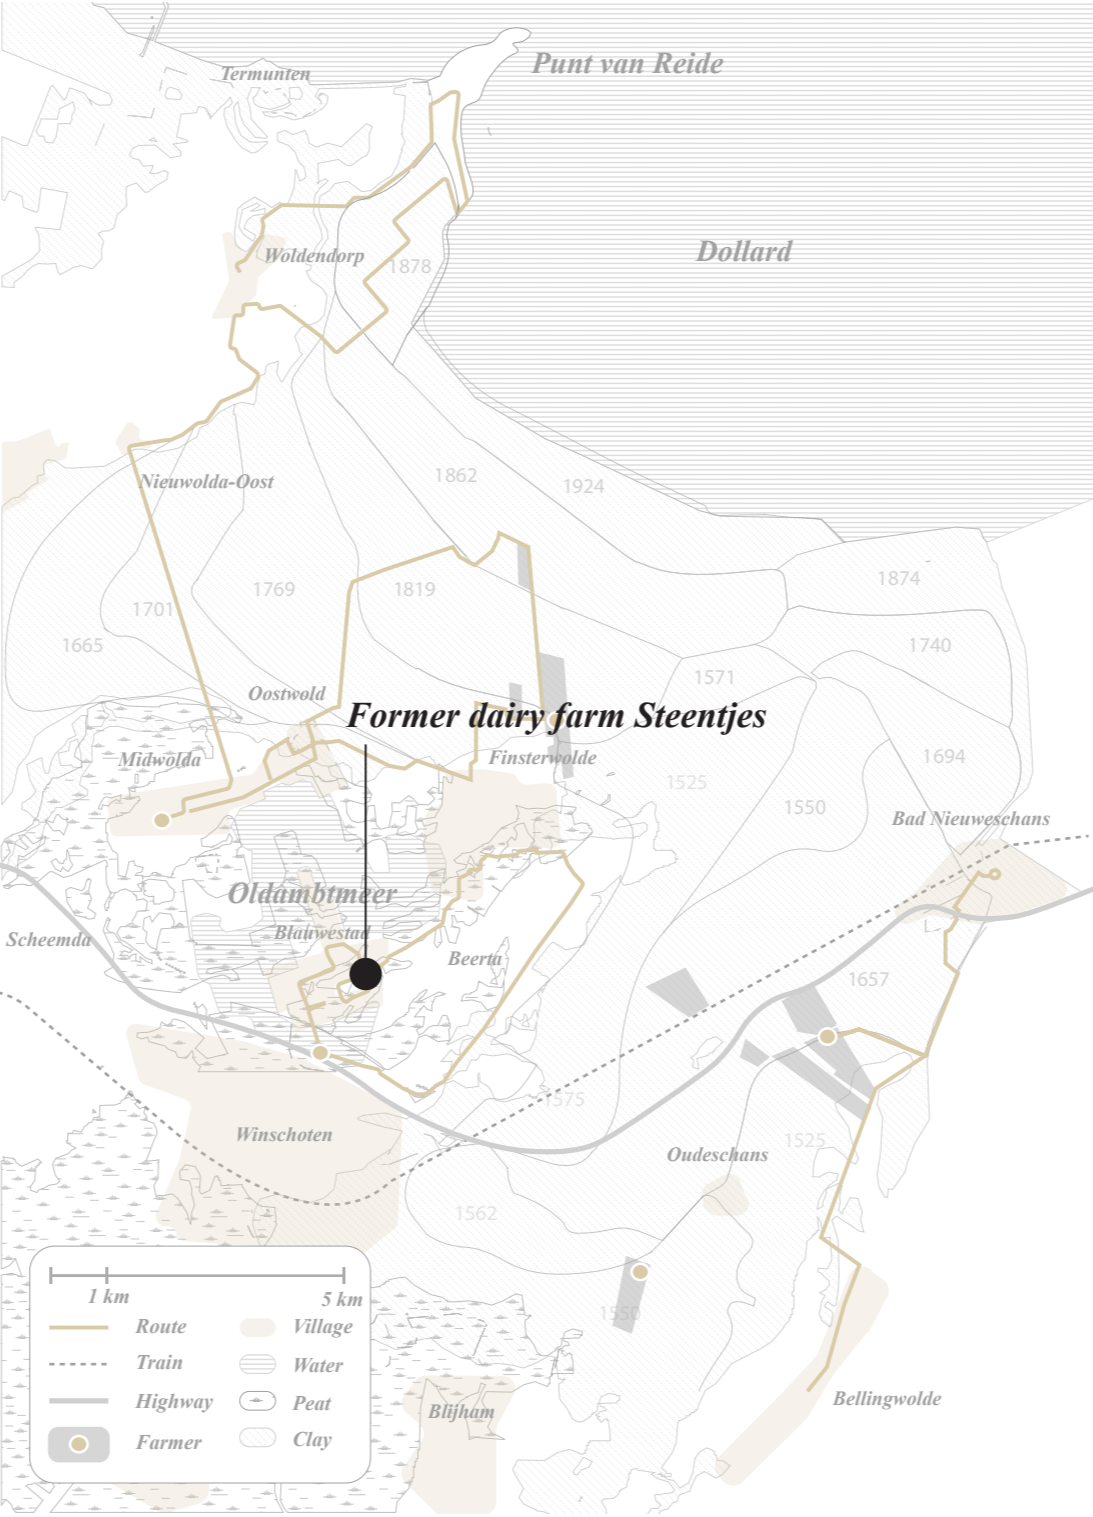 Punt van Reide
Termunten
Dollard
Woldendorp
1878
Nieuwolda-Oost
1862
1924
1874
1769
1819
1701
1665
1740
1571
Oostwold
Former dairy farm Steentjes
Midwolda
Finsterwolde
1694
1525
1550
Bad Nieuweschans
Oldambtmeer
Blauwestad
Scheemda
Beerta
1657
1575
Winschoten
1525
Oudeschans
1562
1550
1 km
5 km
Route
Village
Train
Water
Highway
Peat
Farmer
Clay
Blijham
Bellingwolde